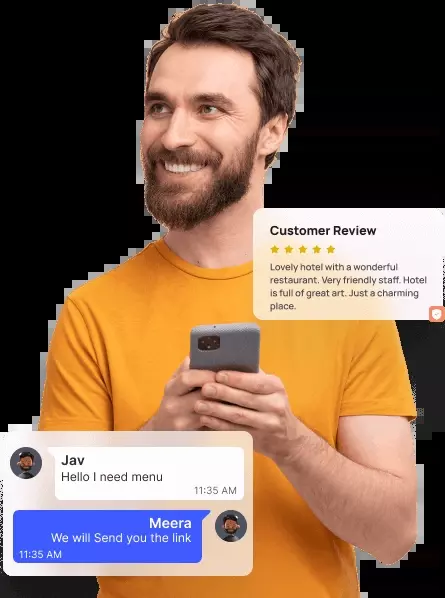 Customer Review
Lovely hotel with a wonderful
restaurant. Very friendly staff. Hotel
is full of great art. Just a charming
place.
Jav
Hello I need menu
11:35 AM
Meera
We will Send you the link
11:35 AM